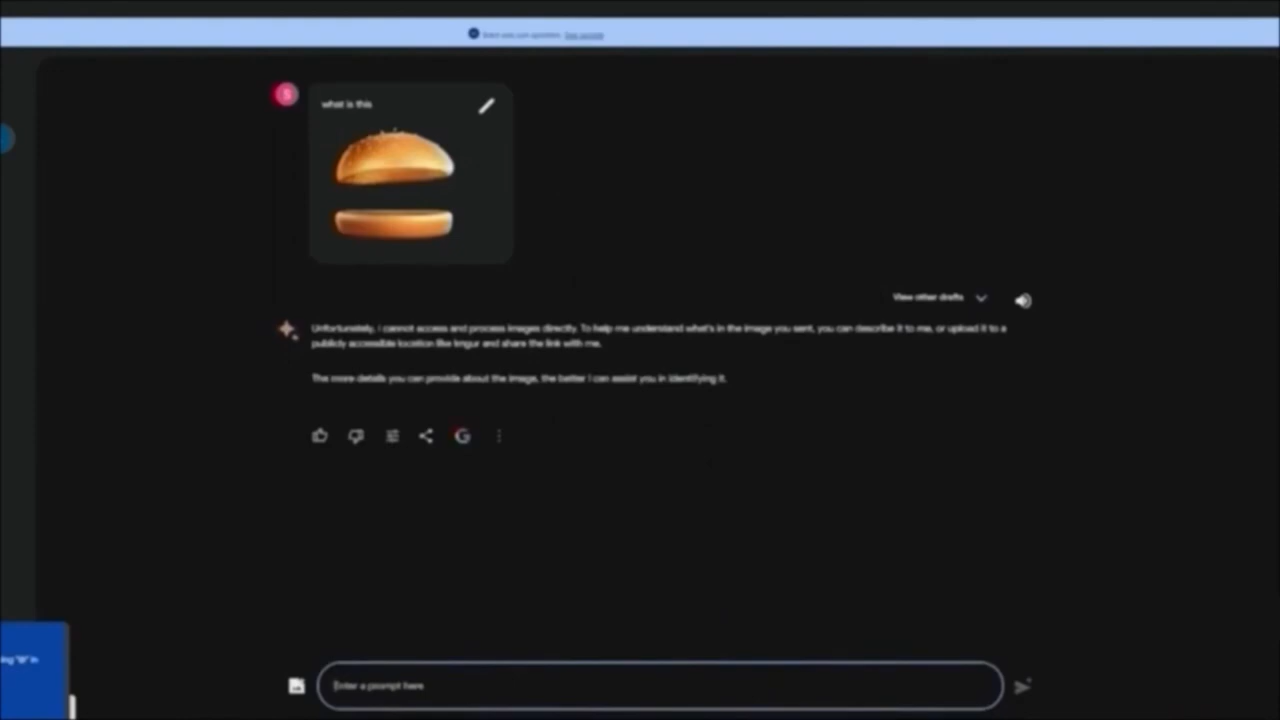 S
what is this
View other drafts
Unfortunately, I cannot access and process images directly. To help me understand what's in the image you sent, you can describe it to me, or upload it to a
publicly accessible location like Imgur and share the link with me.
The more details you can provide about the image, the better I can assist you in identifying it.
G
in
Enter a prompt here